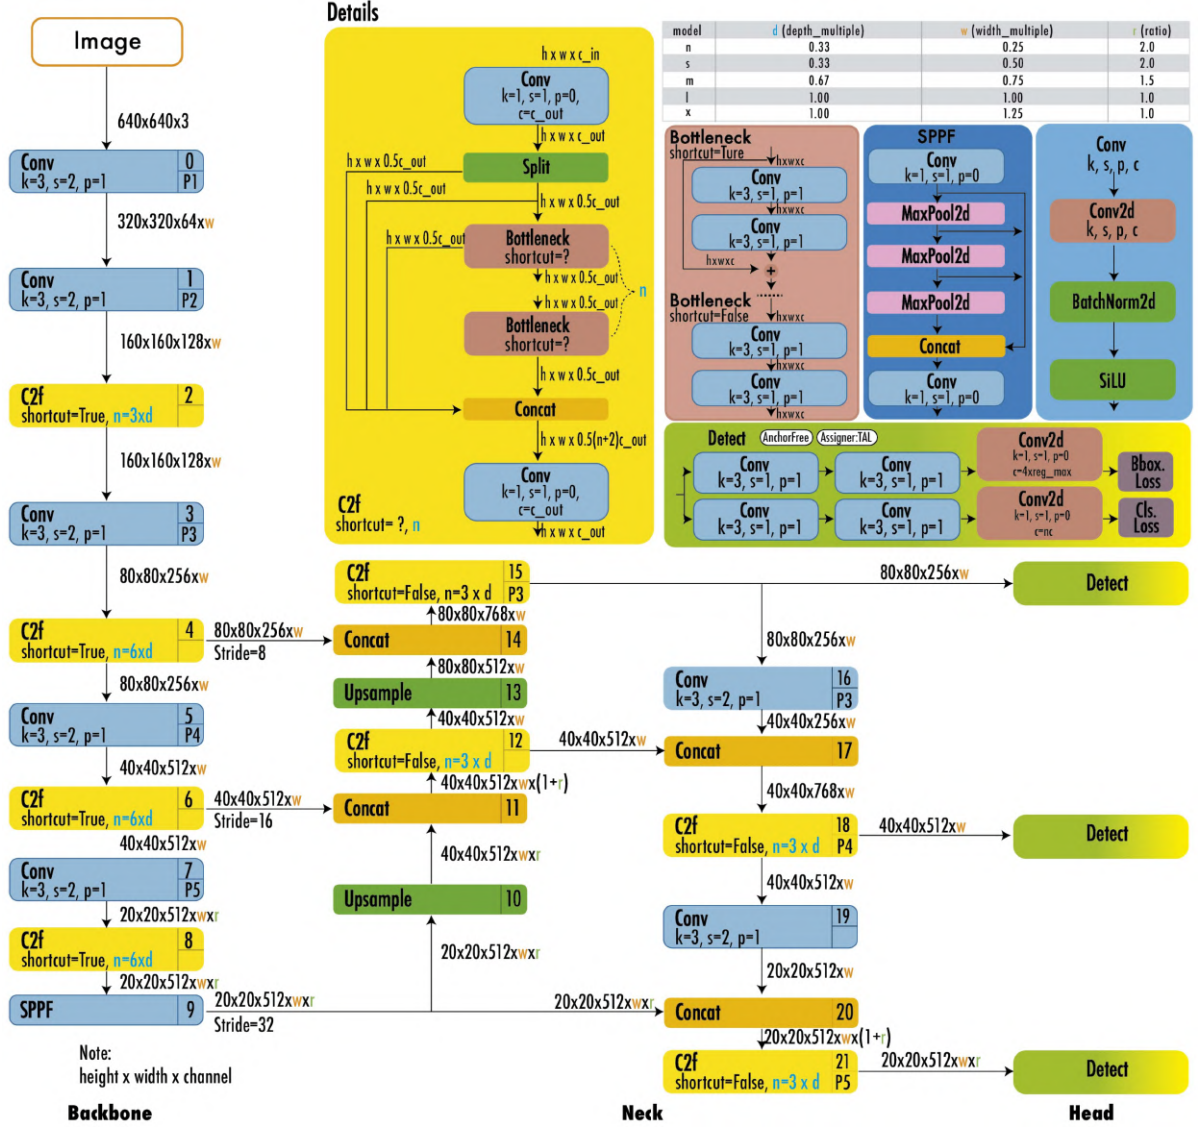 Image
640x640x3
Conv
k=3, s=2, p=1
0
P1
320x320x64xw
Conv
k=3, s=2, p=1
1
P2
160x160x128xw
C2f
shortcut=True, n=3xd
2
160x160x128xw
Conv
k=3, s=2, p=1
3
P3
80x80x256xw
C2f
shortcut=True, n=6xd
4
80x80x256xw
Stride=8
80x80x256xw
Conv
k=3, s=2, p=1
5
P4
40x40x512xw
C2f
shortcut=True, n=6xd
6
40x40x512xw
Stride=16
40x40x512xw
Conv
k=3, s=2, p=1
7
P5
20x20x512xwxr
C2f
shortcut=True, n=6xd
8
20x20x512xwxr
SPPF
9
20x20x512xwxr
Stride=32
Note:
height x width x channel
Backbone
Details
h x w x c_in
Conv
k=1, s=1, p=0,
c=c_out
h x w x c_out
Split
h x w x 0.5c_out
h x w x 0.5c_out
h x w x 0.5c_out
h x w x 0.5c_out
Bottleneck
shortcut=?
h x w x 0.5c_out
h x w x 0.5c_out
n
Bottleneck
shortcut=?
h x w x 0.5c_out
Concat
h x w x 0.5(n+2)c_out
Conv
k=1, s=1, p=0,
c=c_out
h x w x c_out
C2f
shortcut= ?, n
model d (depth_multiple) w (width_multiple) r (ratio)
n 0.33 0.25 2.0
s 0.33 0.50 2.0
m 0.67 0.75 1.5
l 1.00 1.00 1.0
x 1.00 1.25 1.0
Bottleneck
shortcut=Ture
hxwxc
Conv
k=3, s=1, p=1
hxwxc
Conv
k=3, s=1, p=1
hxwxc
+
Bottleneck
shortcut=False
hxwxc
Conv
k=3, s=1, p=1
hxwxc
Conv
k=3, s=1, p=1
hxwxc
SPPF
Conv
k=1, s=1, p=0
MaxPool2d
MaxPool2d
MaxPool2d
Concat
Conv
k=1, s=1, p=0
Conv
k, s, p, c
Conv2d
k, s, p, c
BatchNorm2d
SiLU
Detect
AnchorFree
Assigner:TAL
Conv
k=3, s=1, p=1
Conv
k=3, s=1, p=1
Conv2d
k=1, s=1, p=0
c=4xreg_max
Bbox.
Loss
Conv
k=3, s=1, p=1
Conv
k=3, s=1, p=1
Conv2d
k=1, s=1, p=0
c=nc
Cls.
Loss
C2f
shortcut=False, n=3 x d
15
P3
80x80x256xw
Detect
80x80x768xw
Concat
14
80x80x512xw
Upsample
13
40x40x512xw
C2f
shortcut=False, n=3 x d
12
40x40x512xw
40x40x512xwx(1+r)
Concat
11
40x40x512xwxr
Upsample
10
20x20x512xwxr
20x20x512xwxr
80x80x256xw
Conv
k=3, s=2, p=1
16
P3
40x40x256xw
Concat
17
40x40x768xw
C2f
shortcut=False, n=3 x d
18
P4
40x40x512xw
Detect
40x40x512xw
Conv
k=3, s=2, p=1
19
20x20x512xw
Concat
20
20x20x512xwx(1+r)
C2f
shortcut=False, n=3 x d
21
P5
20x20x512xwxr
Detect
Neck
Head